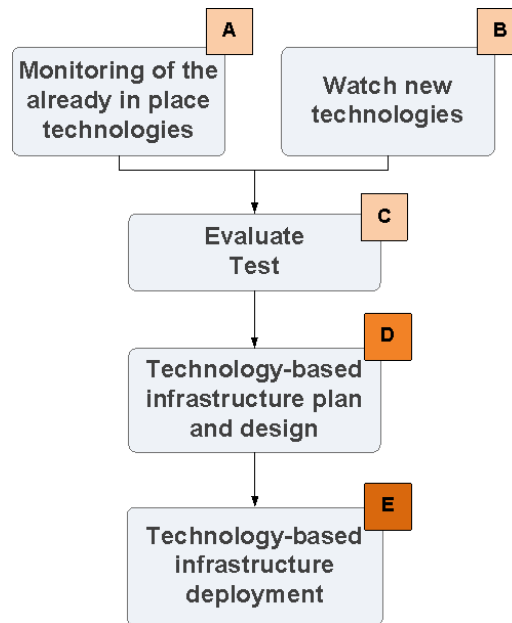 A
Monitoring of the
already in place
technologies
B
Watch new
technologies
C
Evaluate
Test
D
Technology-based
infrastructure plan
and design
E
Technology-based
infrastructure
deployment